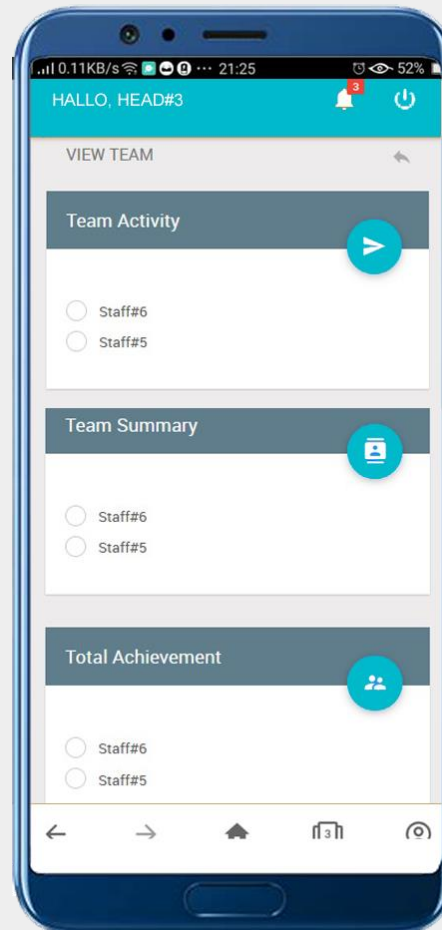 0.11KB/s ... 21:25 52%
HALLO, HEAD#3
3
VIEW TEAM
Team Activity
Staff#6
Staff#5
Team Summary
Staff#6
Staff#5
Total Achievement
Staff#6
Staff#5
3